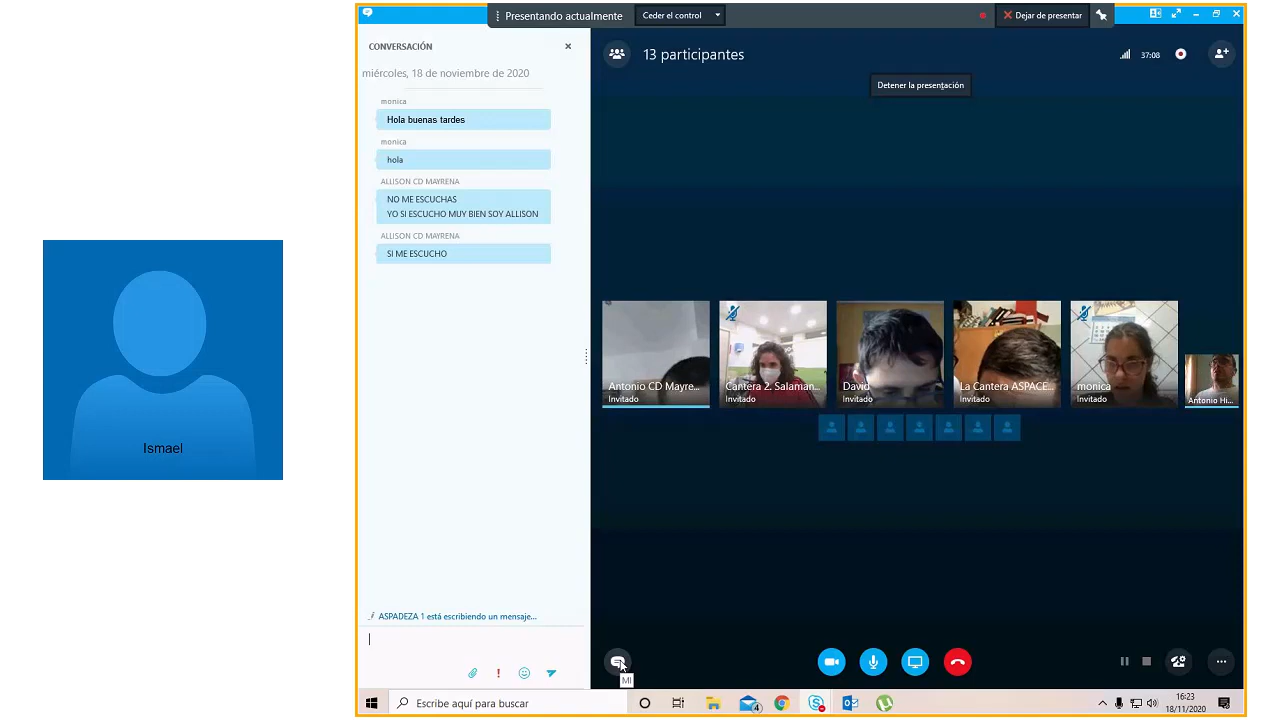 Presentando actualmente
Ceder el control
Dejar de presentar
CONVERSACIÓN
miércoles, 18 de noviembre de 2020
monica
Hola buenas tardes
monica
hola
ALLISON CD MAYRENA
NO ME ESCUCHAS
YO SI ESCUCHO MUY BIEN SOY ALLISON
ALLISON CD MAYRENA
SI ME ESCUCHO
ASPADEZA 1 está escribiendo un mensaje...
13 participantes
37:08
Detener la presentación
Antonio CD Mayre...
Invitado
Cantera 2. Salaman...
Invitado
David
Invitado
La Cantera ASPACE...
Invitado
monica
Invitado
Antonio Hi...
Ismael
MI
Escribe aquí para buscar
4
16:23
18/11/2020